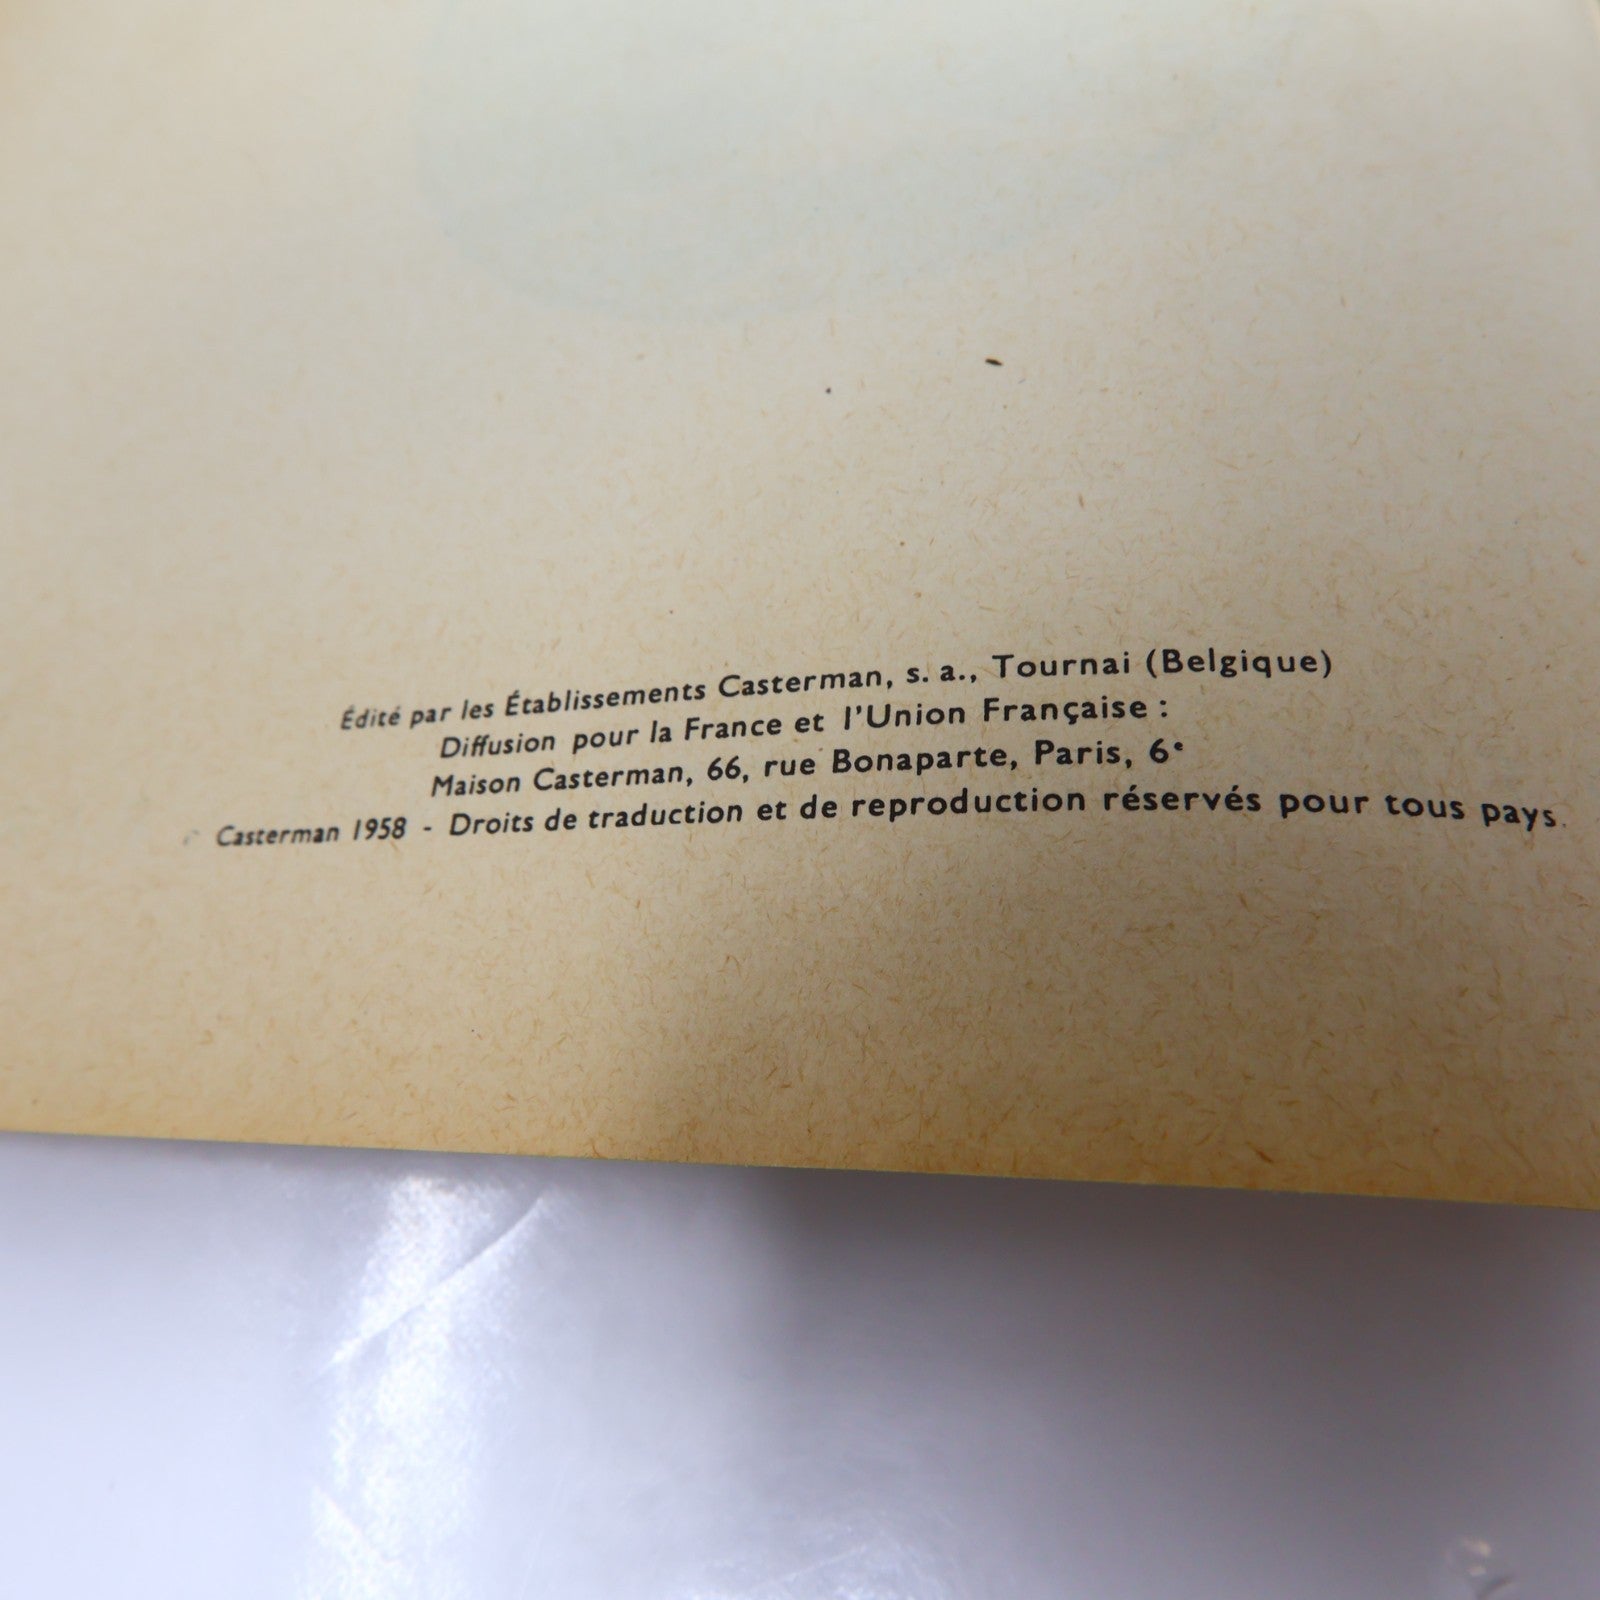 Édité par les Établissements Casterman, s. a., Tournai (Belgique)
Diffusion pour la France et l'Union Française :
Maison Casterman, 66, rue Bonaparte, Paris, 6e
Casterman 1958 - Droits de traduction et de reproduction réservés pour tous pays.